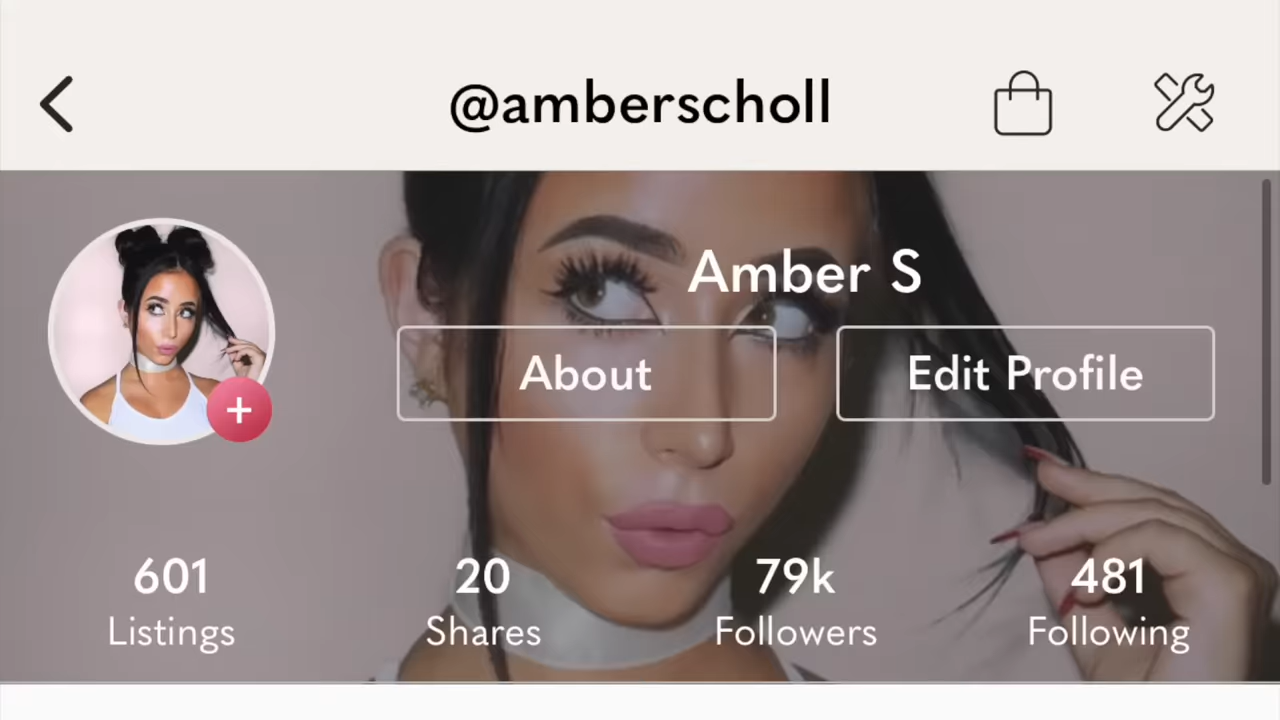 @amberscholl
Amber S
About
Edit Profile
601
Listings
20
Shares
79k
Followers
481
Following